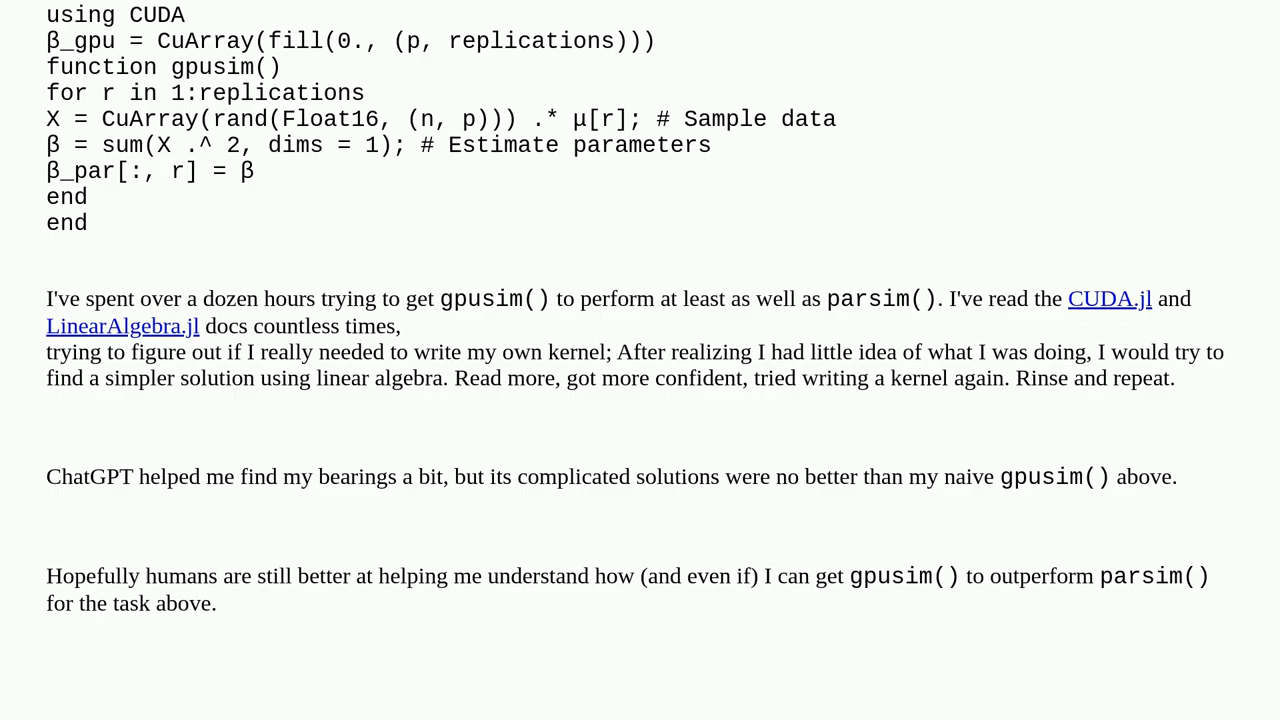 using CUDA
β_gpu = CuArray(fill(0., (p, replications)))
function gpusim()
for r in 1:replications
X = CuArray(rand(Float16, (n, p))) .* μ[r]; # Sample data
β = sum(X .^ 2, dims = 1); # Estimate parameters
β_par[:, r] = β
end
end
I've spent over a dozen hours trying to get gpusim() to perform at least as well as parsim(). I've read the CUDA.jl and
LinearAlgebra.jl docs countless times,
trying to figure out if I really needed to write my own kernel; After realizing I had little idea of what I was doing, I would try to
find a simpler solution using linear algebra. Read more, got more confident, tried writing a kernel again. Rinse and repeat.
ChatGPT helped me find my bearings a bit, but its complicated solutions were no better than my naive gpusim() above.
Hopefully humans are still better at helping me understand how (and even if) I can get gpusim() to outperform parsim()
for the task above.